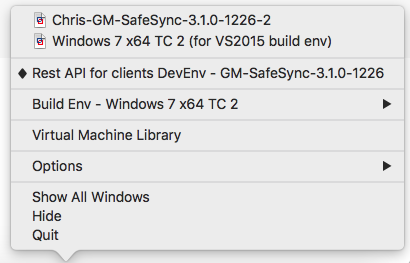 Chris-GM-SafeSync-3.1.0-1226-2
Windows 7 x64 TC 2 (for VS2015 build env)
Rest API for clients DevEnv - GM-SafeSync-3.1.0-1226
Build Env - Windows 7 x64 TC 2
Virtual Machine Library
Options
Show All Windows
Hide
Quit